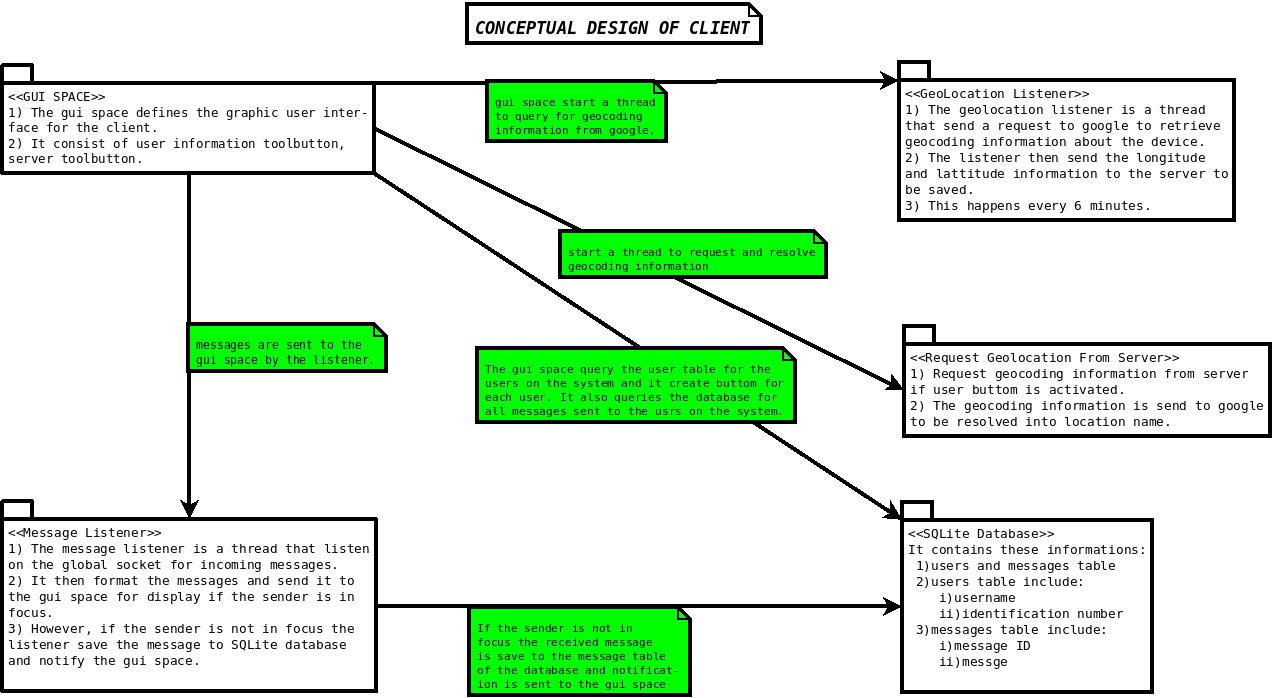 CONCEPTUAL DESIGN OF CLIENT
<<GUI SPACE>>
1) The gui space defines the graphic user inter-
face for the client.
2) It consist of user information toolbutton,
server toolbutton.
gui space start a thread
to query for geocoding
information from google.
<<GeoLocation Listener>>
1) The geolocation listener is a thread
that send a request to google to retrieve
geocoding information about the device.
2) The listener then send the longitude
and lattitude information to the server to
be saved.
3) This happens every 6 minutes.
start a thread to request and resolve
geocoding information
messages are sent to the
gui space by the listener.
The gui space query the user table for the
users on the system and it create buttom for
each user. It also queries the database for
all messages sent to the usrs on the system.
<<Request Geolocation From Server>>
1) Request geocoding information from server
if user buttom is activated.
2) The geocoding information is send to google
to be resolved into location name.
<<Message Listener>>
1) The message listener is a thread that listen
on the global socket for incoming messages.
2) It then format the messages and send it to
the gui space for display if the sender is in
focus.
3) However, if the sender is not in focus the
listener save the message to SQLite database
and notify the gui space.
If the sender is not in
focus the received message
is save to the message table
of the database and notificat-
ion is sent to the gui space
<<SQLite Database>>
It contains these informations:
1)users and messages table
2)users table include:
i)username
ii)identification number
3)messages table include:
i)message ID
ii)messge